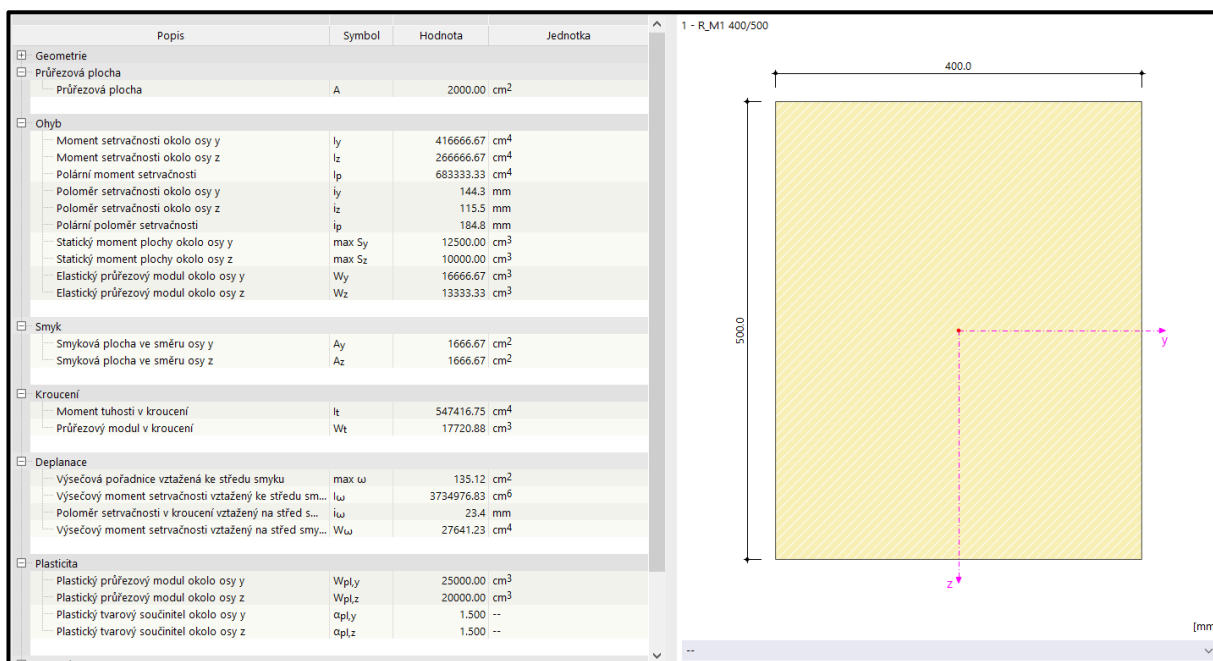 Popis Symbol Hodnota Jednotka
Geometrie
Průřezová plocha
Průřezová plocha A 2000.00 cm2
Ohyb
Moment setrvačnosti okolo osy y Iy 416666.67 cm4
Moment setrvačnosti okolo osy z Iz 266666.67 cm4
Polární moment setrvačnosti Ip 683333.33 cm4
Poloměr setrvačnosti okolo osy y iy 144.3 mm
Poloměr setrvačnosti okolo osy z iz 115.5 mm
Polární poloměr setrvačnosti ip 184.8 mm
Statický moment plochy okolo osy y max Sy 12500.00 cm3
Statický moment plochy okolo osy z max Sz 10000.00 cm3
Elastický průřezový modul okolo osy y Wy 16666.67 cm3
Elastický průřezový modul okolo osy z Wz 13333.33 cm3
Smyk
Smyková plocha ve směru osy y Ay 1666.67 cm2
Smyková plocha ve směru osy z Az 1666.67 cm2
Kroucení
Moment tuhosti v kroucení It 547416.75 cm4
Průřezový modul v kroucení Wt 17720.88 cm3
Deplanace
Výsečová pořadnice vztažená ke středu smyku max ω 135.12 cm2
Výsečový moment setrvačnosti vztažený ke středu sm... Iω 3734976.83 cm6
Poloměr setrvačnosti v kroucení vztažený na střed s... iω 23.4 mm
Výsečový moment setrvačnosti vztažený na střed smy... Wω 27641.23 cm4
Plasticita
Plastický průřezový modul okolo osy y Wpl,y 25000.00 cm3
Plastický průřezový modul okolo osy z Wpl,z 20000.00 cm3
Plastický tvarový součinitel okolo osy y αpl,y 1.500 --
Plastický tvarový součinitel okolo osy z αpl,z 1.500 --
1 - R_M1 400/500
400.0
500.0
y
z
[mm
--